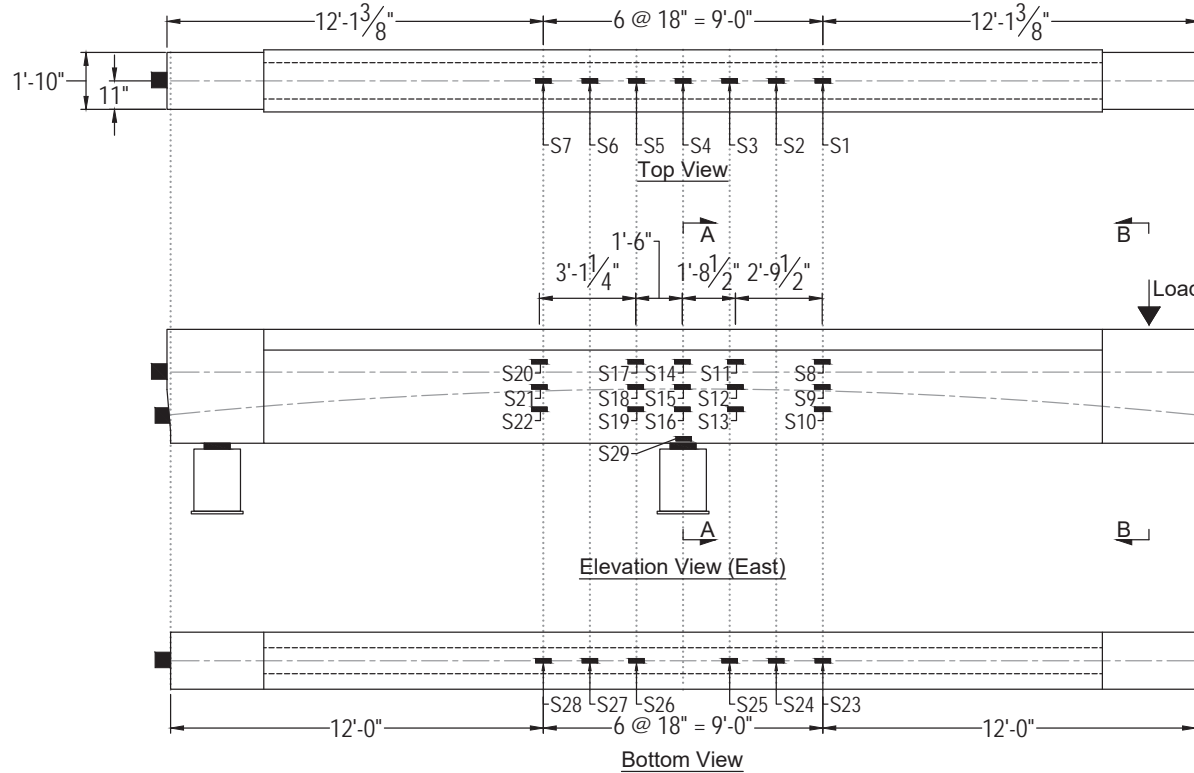 12'-1 3/8" 6 @ 18" = 9'-0" 12'-1 3/8"
1'-10"
11"
S7 S6 S5 S4 S3 S2 S1
Top View
A B
1'-6"
3'-1 1/4" 1'-8 1/2" 2'-9 1/2"
Load
S20 S17 S14 S11 S8
S21 S18 S15 S12 S9
S22 S19 S16 S13 S10
S29
A B
Elevation View (East)
S28 S27 S26 S25 S24 S23
12'-0" 6 @ 18" = 9'-0" 12'-0"
Bottom View